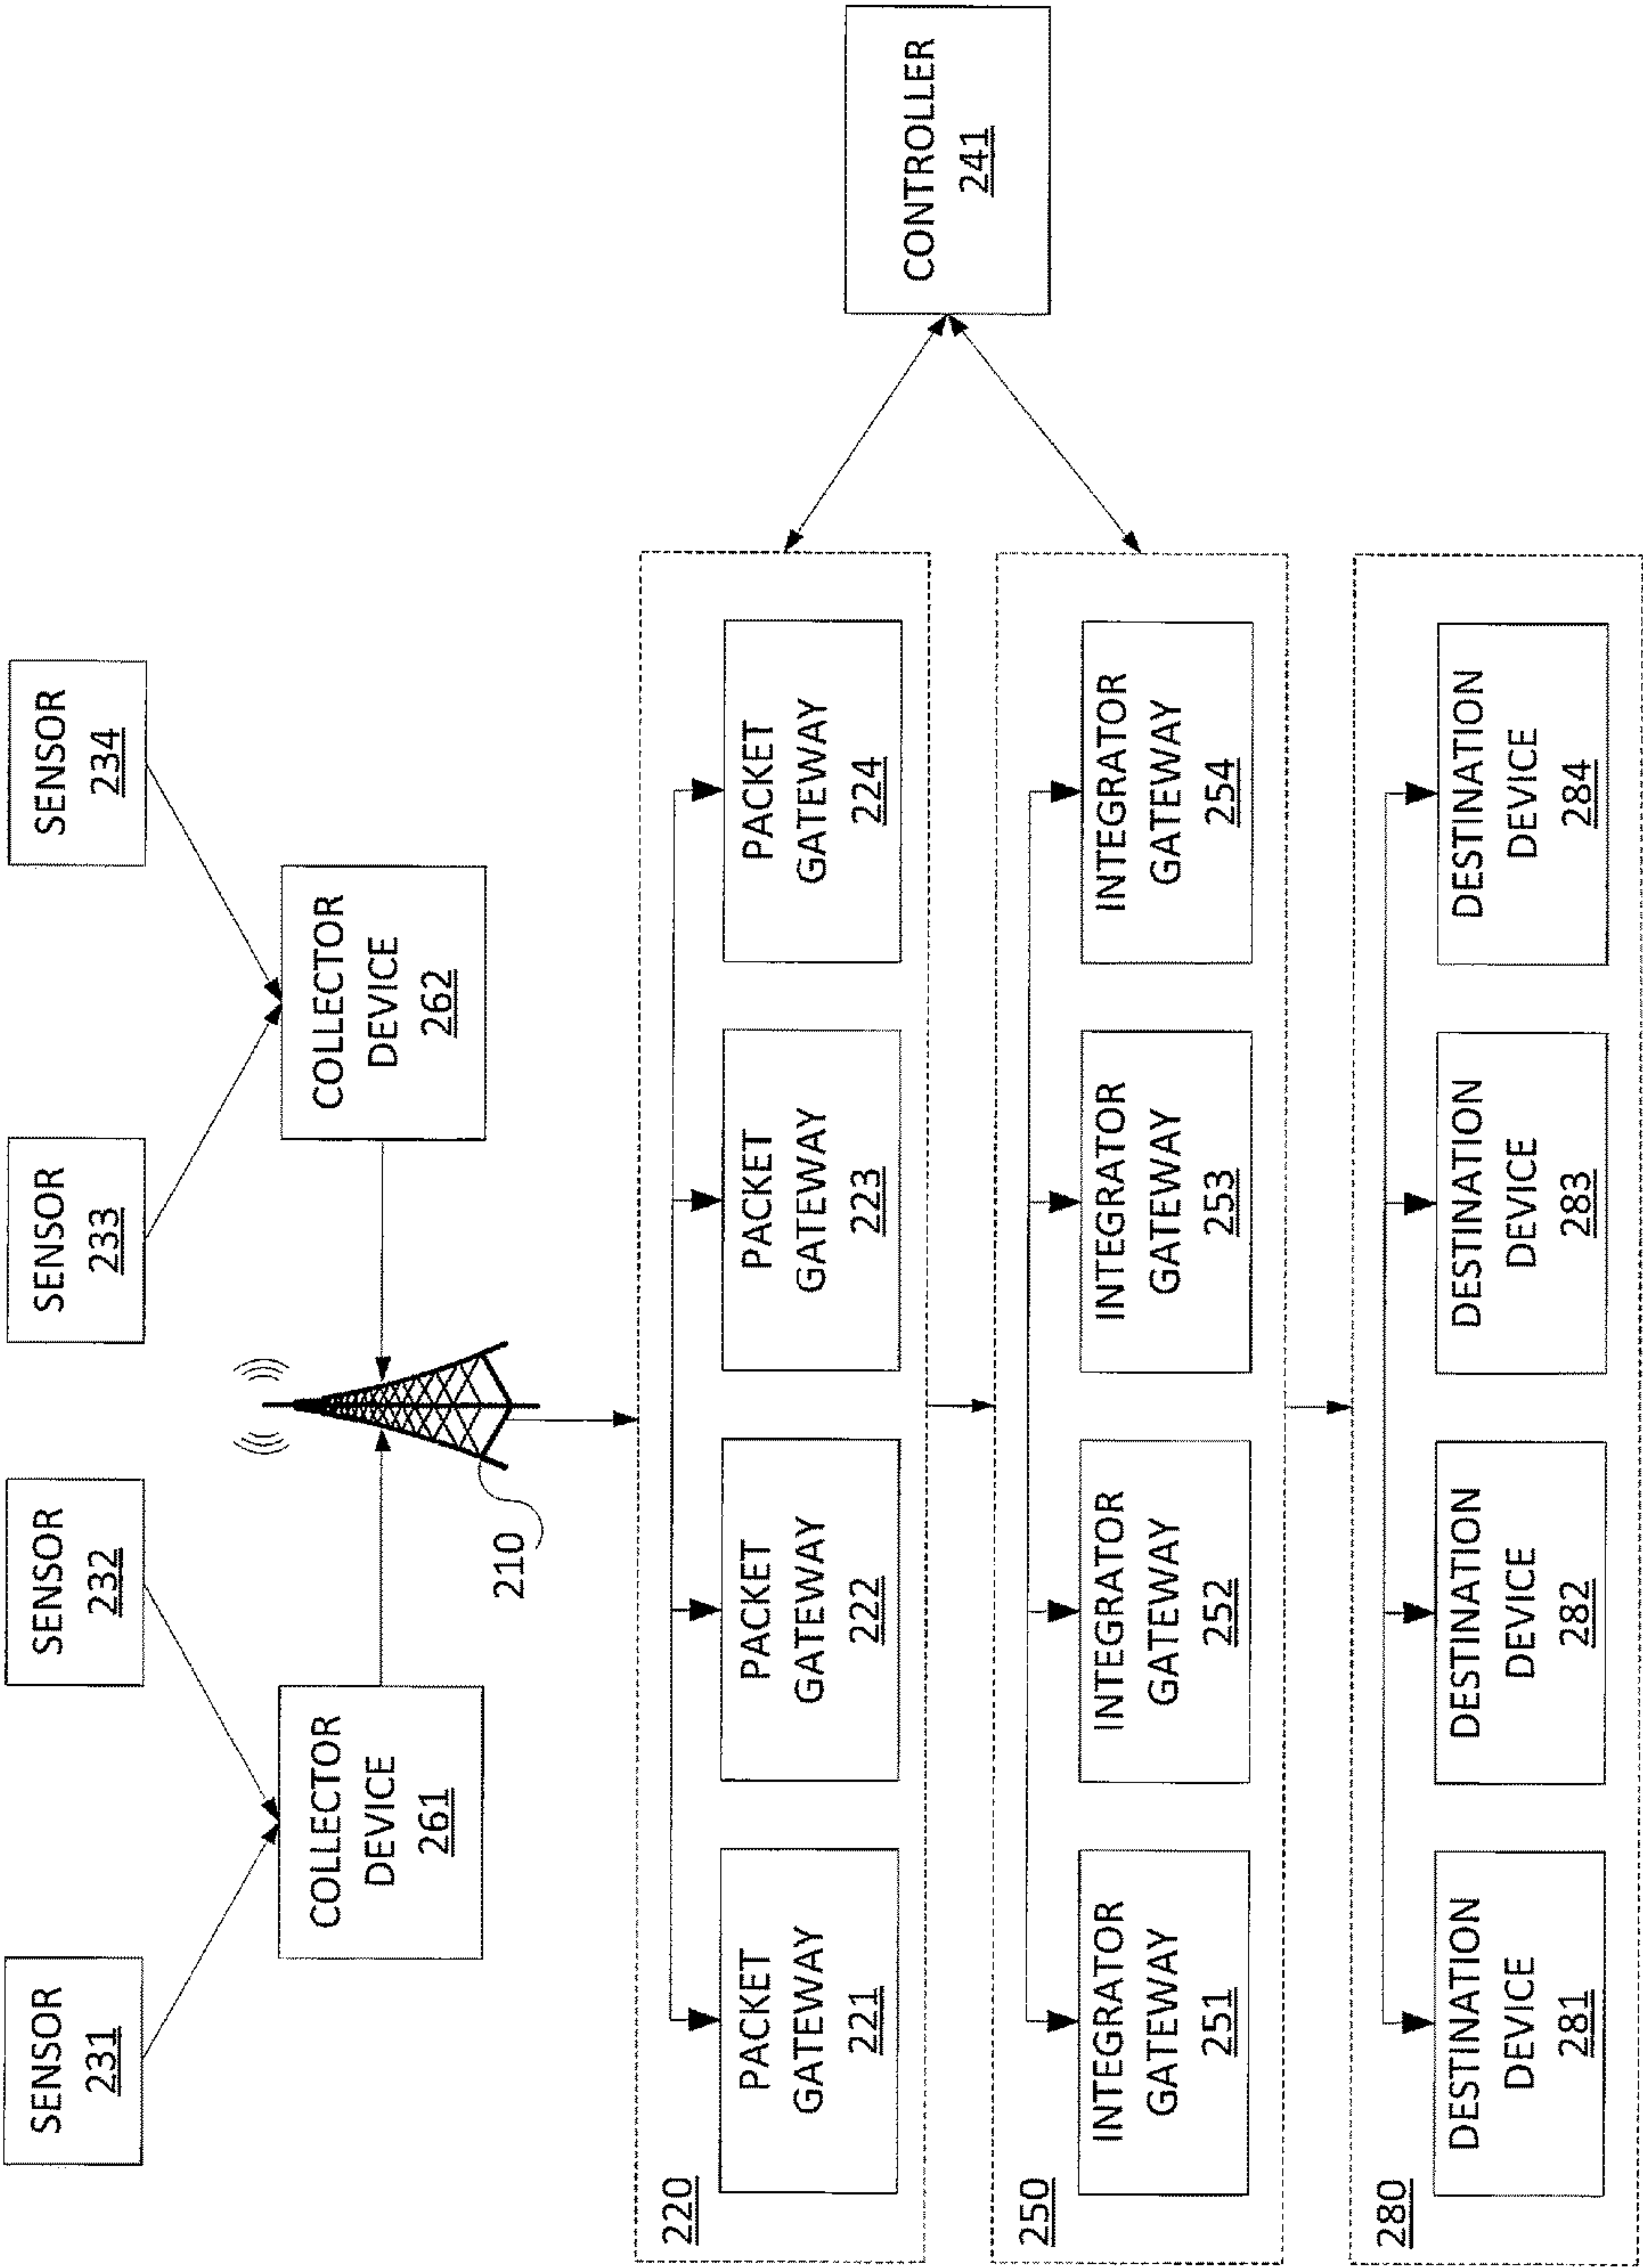 SENSOR
231
SENSOR
232
SENSOR
233
SENSOR
234
COLLECTOR
DEVICE
261
COLLECTOR
DEVICE
262
210
220
PACKET
GATEWAY
221
PACKET
GATEWAY
222
PACKET
GATEWAY
223
PACKET
GATEWAY
224
CONTROLLER
241
250
INTEGRATOR
GATEWAY
251
INTEGRATOR
GATEWAY
252
INTEGRATOR
GATEWAY
253
INTEGRATOR
GATEWAY
254
280
DESTINATION
DEVICE
281
DESTINATION
DEVICE
282
DESTINATION
DEVICE
283
DESTINATION
DEVICE
284